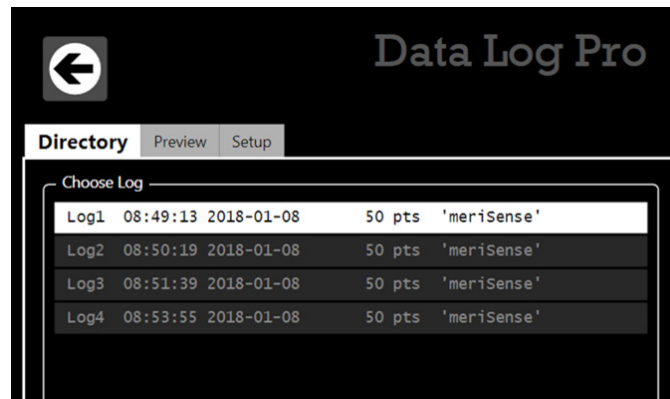 Data Log Pro
Directory Preview Setup
Choose Log
Log1 08:49:13 2018-01-08 50 pts 'meriSense'
Log2 08:50:19 2018-01-08 50 pts 'meriSense'
Log3 08:51:39 2018-01-08 50 pts 'meriSense'
Log4 08:53:55 2018-01-08 50 pts 'meriSense'